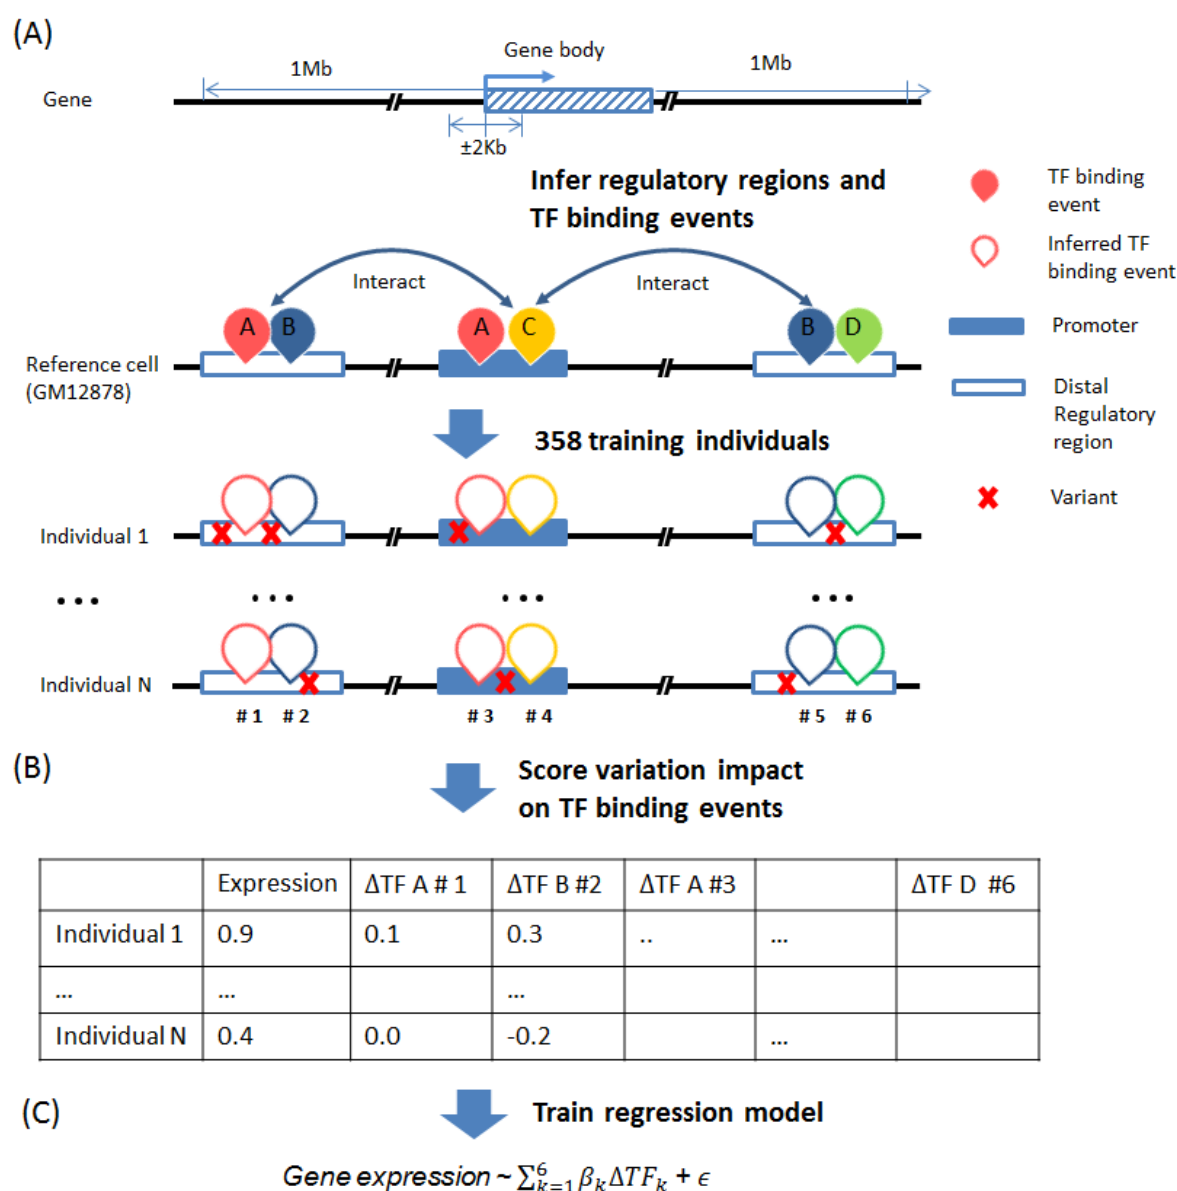 (A)
Gene body
1Mb
1Mb
Gene
±2Kb
Infer regulatory regions and
TF binding events
TF binding
event
Inferred TF
binding event
Interact
Interact
A B A C B D
Promoter
Reference cell
(GM12878)
Distal
Regulatory
region
358 training individuals
Variant
Individual 1
... ... ... ...
Individual N
# 1 # 2 # 3 # 4 # 5 # 6
(B)
Score variation impact
on TF binding events
Expression ΔTF A # 1 ΔTF B #2 ΔTF A #3 ΔTF D #6
Individual 1 0.9 0.1 0.3 .. ...
... ... ...
Individual N 0.4 0.0 -0.2 ...
(C)
Train regression model
Gene expression ~ ∑⁶ₖ₌₁ βₖΔTFₖ + ϵ